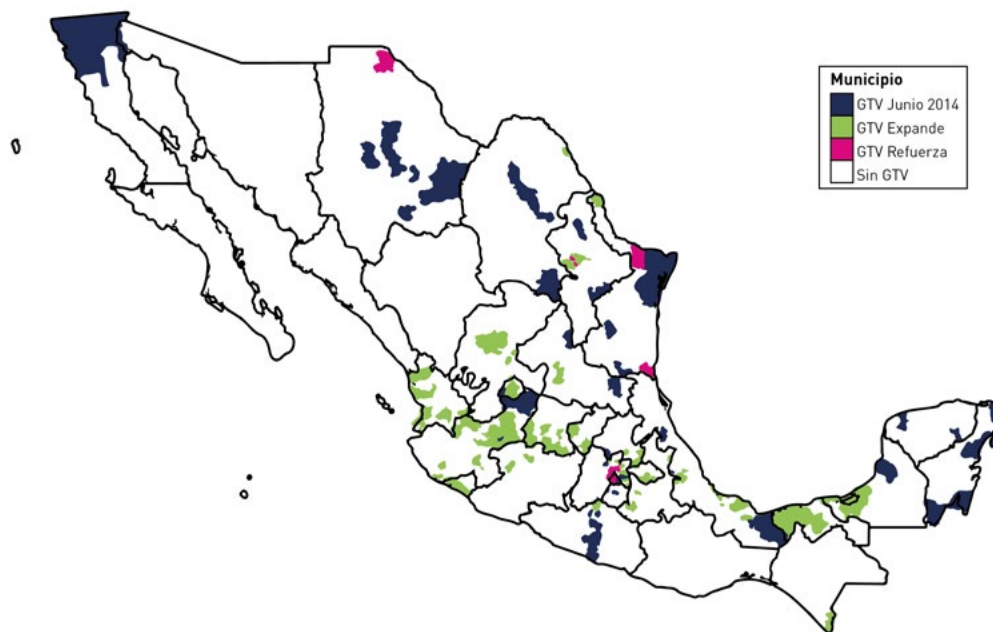 Municipio
GTV Junio 2014
GTV Expande
GTV Refuerza
Sin GTV